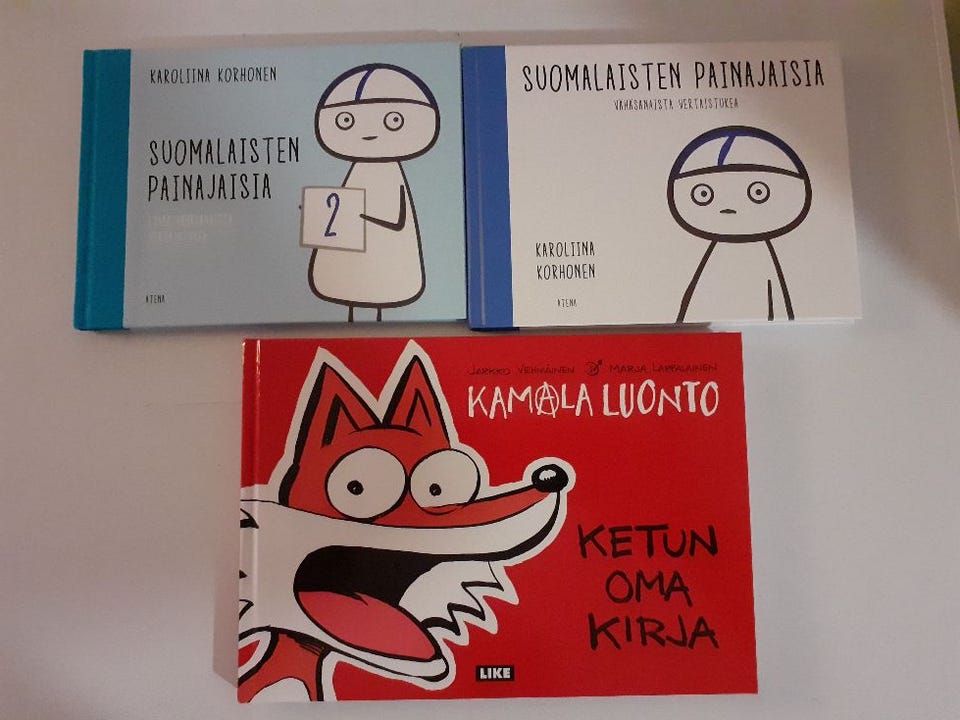 KAROLIINA KORHONEN
SUOMALAISTEN
PAINAJAISIA
2
ATENA
SUOMALAISTEN PAINAJAISIA
VÄHÄSANAISTA VERTAISTUKEA
KAROLIINA
KORHONEN
ATENA
JARKKO VEHNIÄINEN & MARJA LAPPALAINEN
KAMALA LUONTO
KETUN
OMA
KIRJA
LIKE